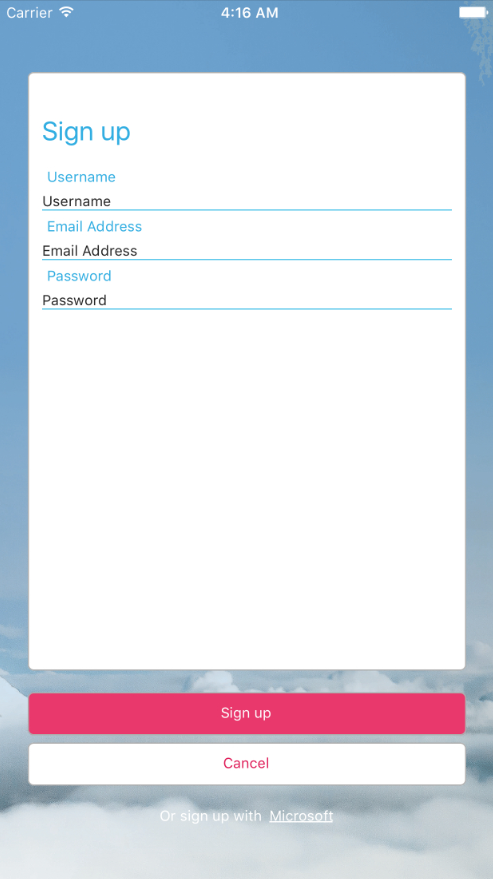 Carrier 4:16 AM
Sign up
Username
Username
Email Address
Email Address
Password
Password
Sign up
Cancel
Or sign up with Microsoft